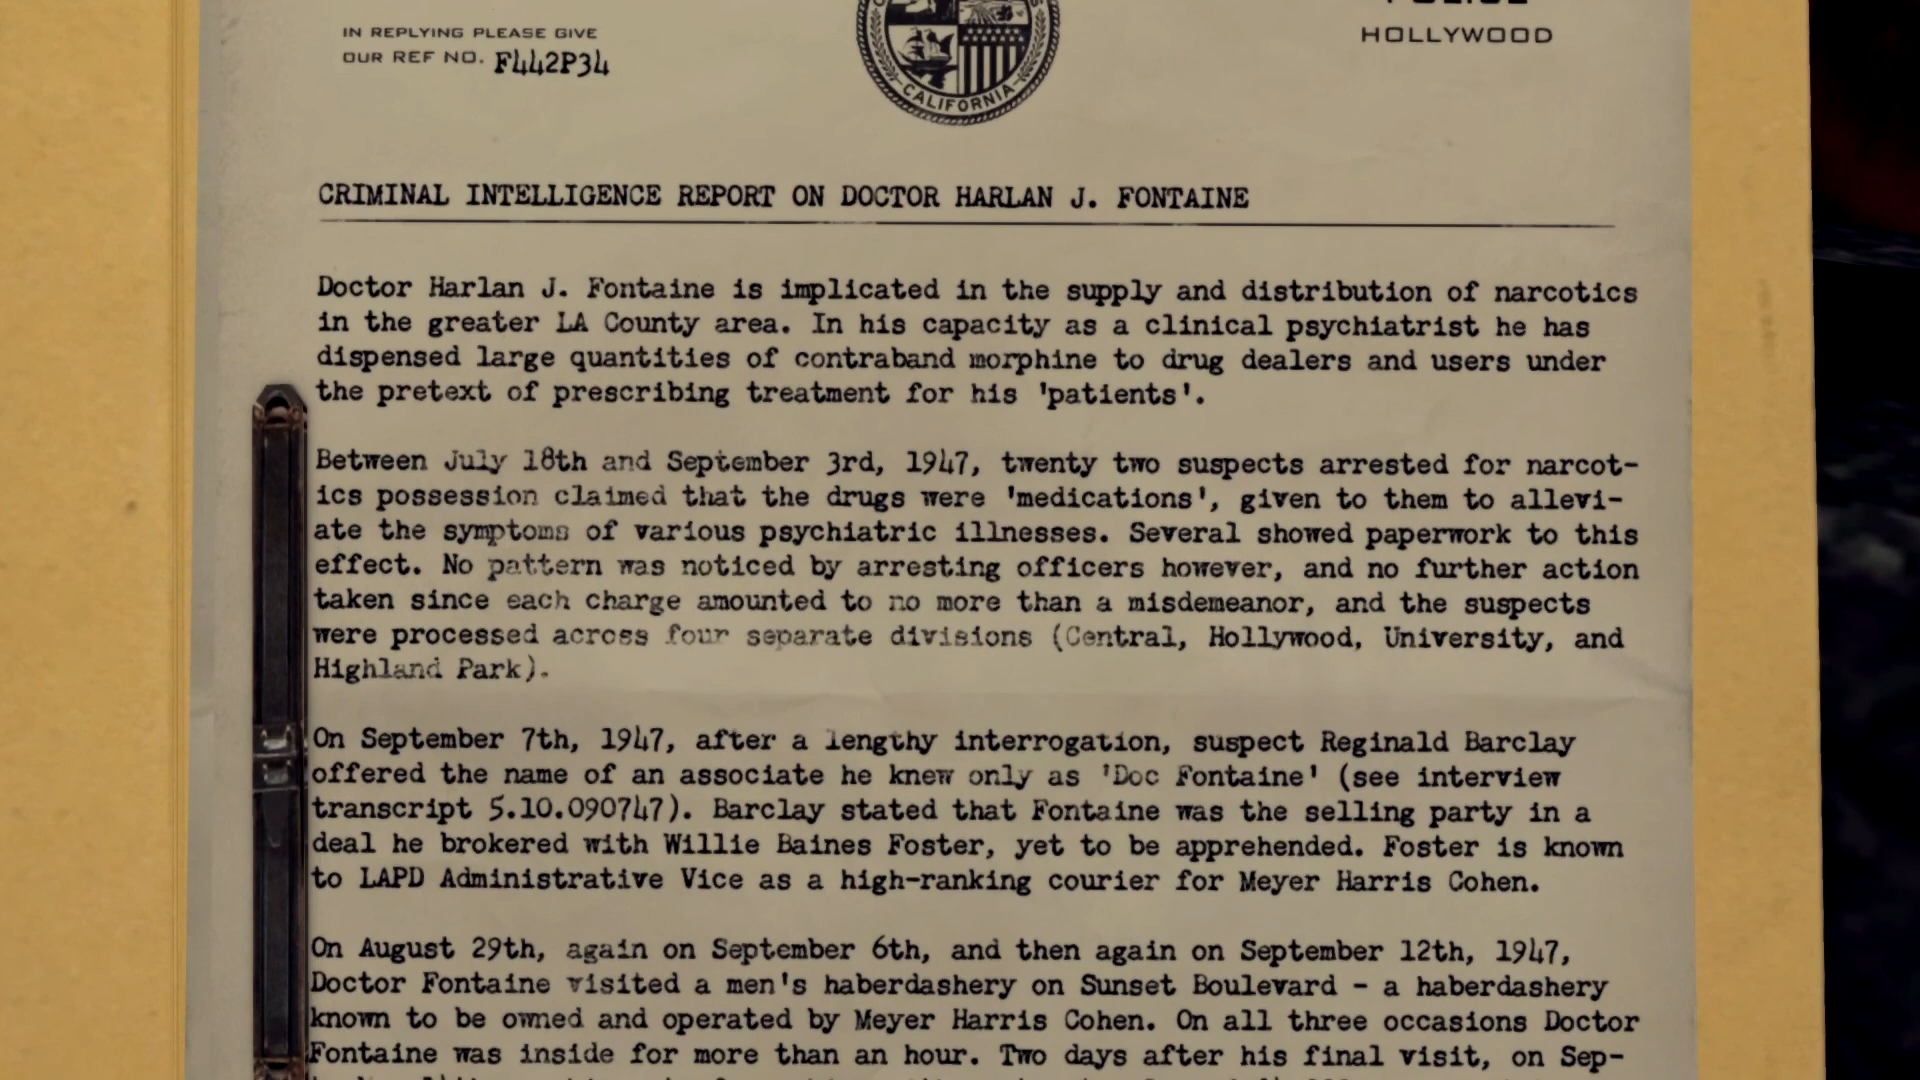 IN REPLYING PLEASE GIVE
OUR REF NO. F442P34
CALIFORNIA
HOLLYWOOD
CRIMINAL INTELLIGENCE REPORT ON DOCTOR HARLAN J. FONTAINE
Doctor Harlan J. Fontaine is implicated in the supply and distribution of narcotics
in the greater LA County area. In his capacity as a clinical psychiatrist he has
dispensed large quantities of contraband morphine to drug dealers and users under
the pretext of prescribing treatment for his 'patients'.
Between July 18th and September 3rd, 1947, twenty two suspects arrested for narcot-
ics possession claimed that the drugs were 'medications', given to them to allevi-
ate the symptoms of various psychiatric illnesses. Several showed paperwork to this
effect. No pattern was noticed by arresting officers however, and no further action
taken since each charge amounted to no more than a misdemeanor, and the suspects
were processed across four separate divisions (Central, Hollywood, University, and
Highland Park).
On September 7th, 1947, after a lengthy interrogation, suspect Reginald Barclay
offered the name of an associate he knew only as 'Doc Fontaine' (see interview
transcript 5.10.090747). Barclay stated that Fontaine was the selling party in a
deal he brokered with Willie Baines Foster, yet to be apprehended. Foster is known
to LAPD Administrative Vice as a high-ranking courier for Meyer Harris Cohen.
On August 29th, again on September 6th, and then again on September 12th, 1947,
Doctor Fontaine visited a men's haberdashery on Sunset Boulevard - a haberdashery
known to be owned and operated by Meyer Harris Cohen. On all three occasions Doctor
Fontaine was inside for more than an hour. Two days after his final visit, on Sep-